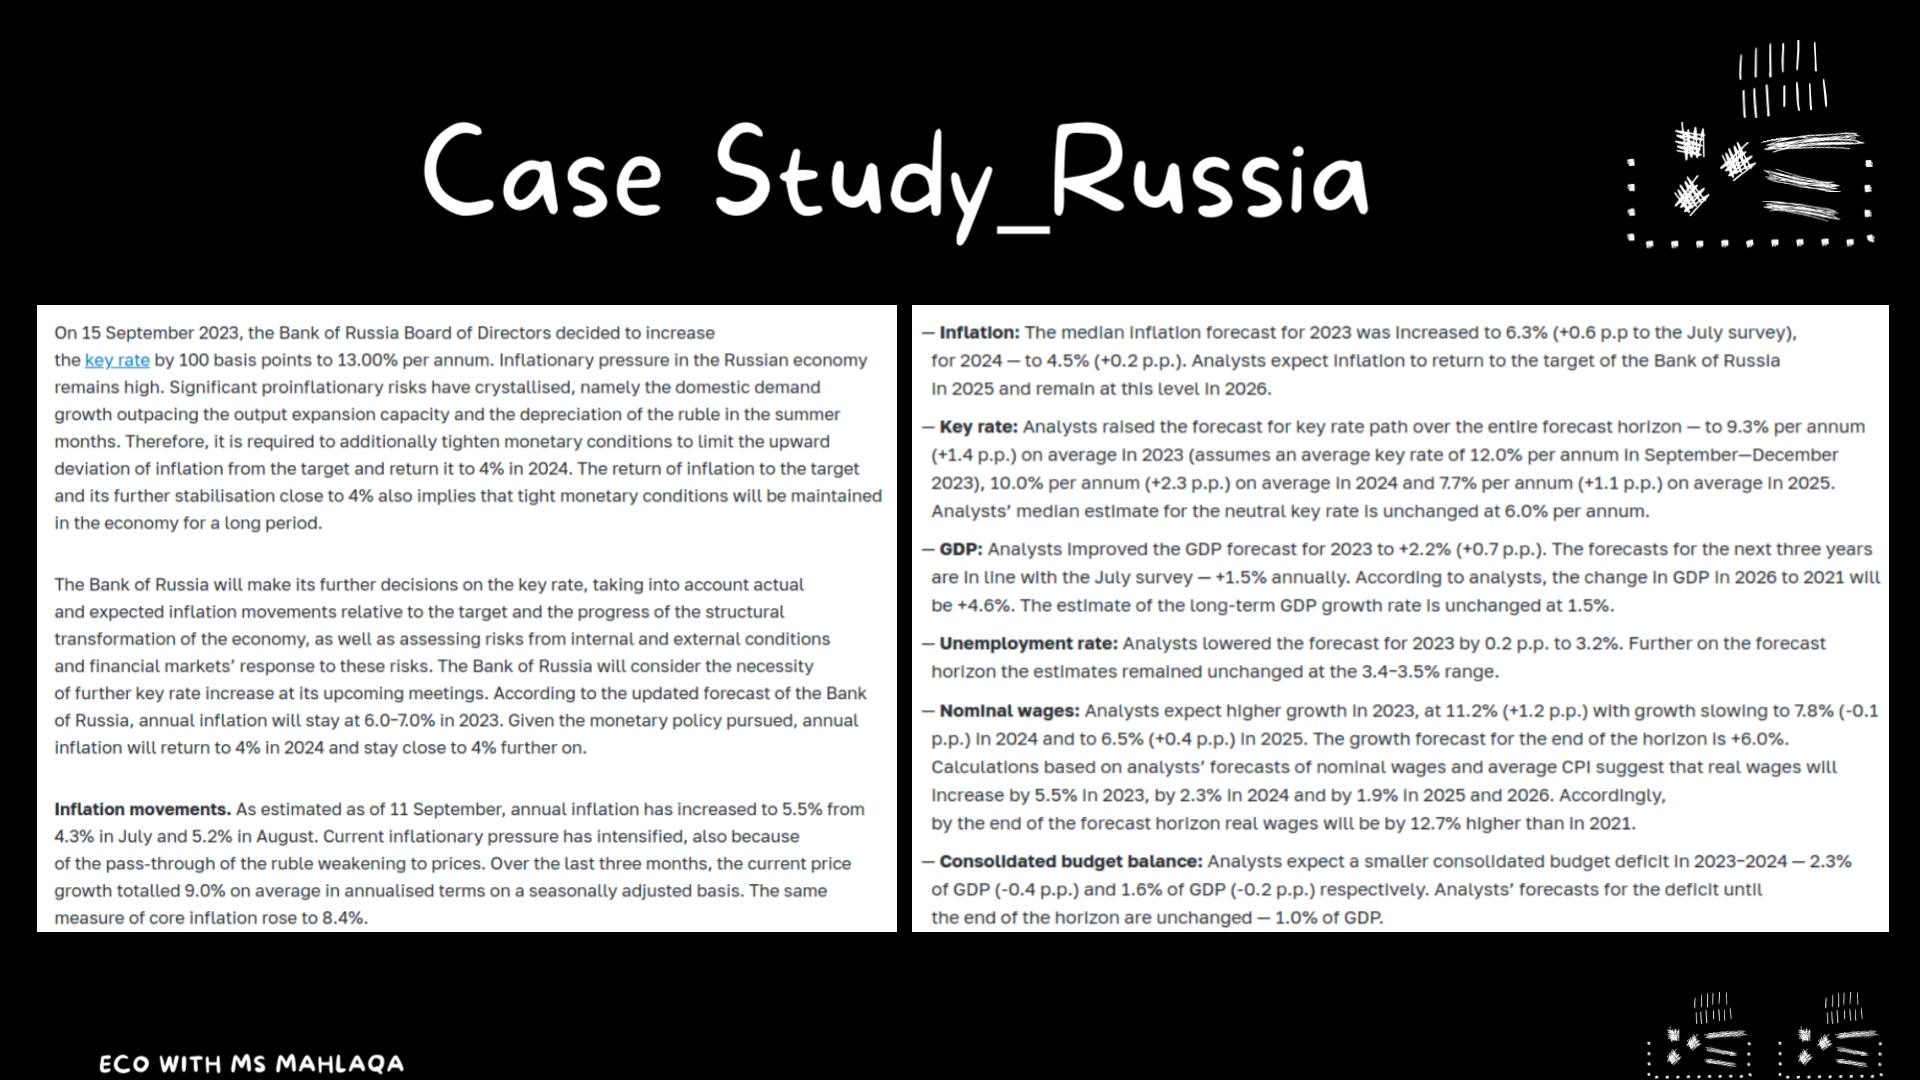 Case Study_Russia
On 15 September 2023, the Bank of Russia Board of Directors decided to increase
the key rate by 100 basis points to 13.00% per annum. Inflationary pressure in the Russian economy
remains high. Significant proinflationary risks have crystallised, namely the domestic demand
growth outpacing the output expansion capacity and the depreciation of the ruble in the summer
months. Therefore, it is required to additionally tighten monetary conditions to limit the upward
deviation of inflation from the target and return it to 4% in 2024. The return of inflation to the target
and its further stabilisation close to 4% also implies that tight monetary conditions will be maintained
in the economy for a long period.
The Bank of Russia will make its further decisions on the key rate, taking into account actual
and expected inflation movements relative to the target and the progress of the structural
transformation of the economy, as well as assessing risks from internal and external conditions
and financial markets' response to these risks. The Bank of Russia will consider the necessity
of further key rate increase at its upcoming meetings. According to the updated forecast of the Bank
of Russia, annual inflation will stay at 6.0–7.0% in 2023. Given the monetary policy pursued, annual
inflation will return to 4% in 2024 and stay close to 4% further on.
Inflation movements. As estimated as of 11 September, annual inflation has increased to 5.5% from
4.3% in July and 5.2% in August. Current inflationary pressure has intensified, also because
of the pass-through of the ruble weakening to prices. Over the last three months, the current price
growth totalled 9.0% on average in annualised terms on a seasonally adjusted basis. The same
measure of core inflation rose to 8.4%.
— Inflation: The median inflation forecast for 2023 was increased to 6.3% (+0.6 p.p to the July survey),
for 2024 — to 4.5% (+0.2 p.p.). Analysts expect inflation to return to the target of the Bank of Russia
in 2025 and remain at this level in 2026.
— Key rate: Analysts raised the forecast for key rate path over the entire forecast horizon — to 9.3% per annum
(+1.4 p.p.) on average in 2023 (assumes an average key rate of 12.0% per annum in September—December
2023), 10.0% per annum (+2.3 p.p.) on average in 2024 and 7.7% per annum (+1.1 p.p.) on average in 2025.
Analysts' median estimate for the neutral key rate is unchanged at 6.0% per annum.
— GDP: Analysts improved the GDP forecast for 2023 to +2.2% (+0.7 p.p.). The forecasts for the next three years
are in line with the July survey — +1.5% annually. According to analysts, the change in GDP in 2026 to 2021 will
be +4.6%. The estimate of the long-term GDP growth rate is unchanged at 1.5%.
— Unemployment rate: Analysts lowered the forecast for 2023 by 0.2 p.p. to 3.2%. Further on the forecast
horizon the estimates remained unchanged at the 3.4–3.5% range.
— Nominal wages: Analysts expect higher growth in 2023, at 11.2% (+1.2 p.p.) with growth slowing to 7.8% (-0.1
p.p.) in 2024 and to 6.5% (+0.4 p.p.) in 2025. The growth forecast for the end of the horizon is +6.0%.
Calculations based on analysts' forecasts of nominal wages and average CPI suggest that real wages will
increase by 5.5% in 2023, by 2.3% in 2024 and by 1.9% in 2025 and 2026. Accordingly,
by the end of the forecast horizon real wages will be by 12.7% higher than in 2021.
— Consolidated budget balance: Analysts expect a smaller consolidated budget deficit in 2023–2024 — 2.3%
of GDP (-0.4 p.p.) and 1.6% of GDP (-0.2 p.p.) respectively. Analysts' forecasts for the deficit until
the end of the horizon are unchanged — 1.0% of GDP.
ECO WITH MS MAHLAQA